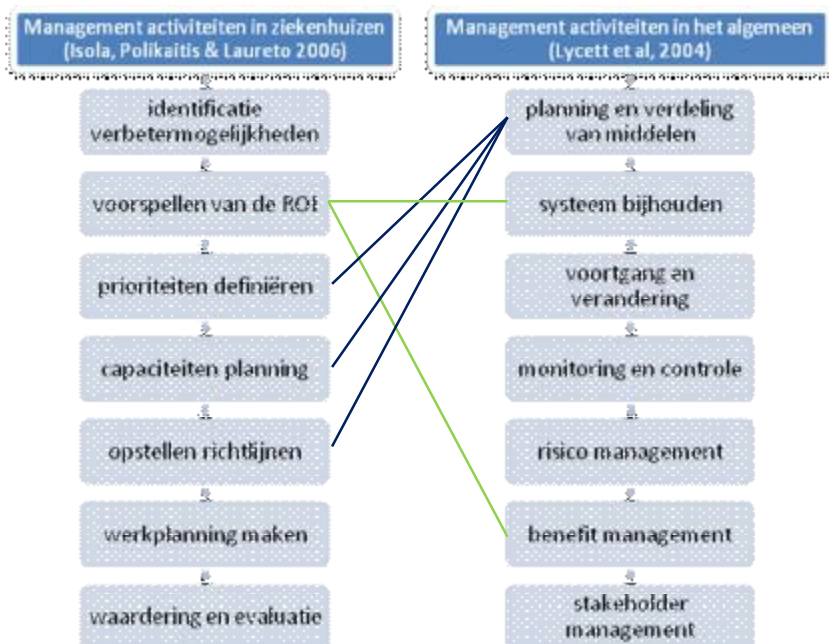 Management activiteiten in ziekenhuizen
(Isola, Polikaitis & Laureto 2006)
identificatie
verbetermogelijkheden
voorspellen van de ROI
prioriteiten definiëren
capaciteiten planning
opstellen richtlijnen
werkplanning maken
waardering en evaluatie
Management activiteiten in het algemeen
(Lycett et al, 2004)
planning en verdeling
van middelen
systeem bijhouden
voortgang en
verandering
monitoring en controle
risico management
benefit management
stakeholder
management